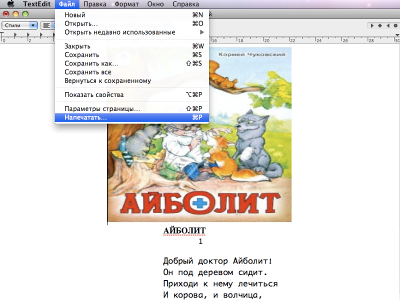 TextEdit Файл Правка Формат Окно Справка
Новый ⌘N
Открыть... ⌘O
Открыть недавно использованные
Закрыть ⌘W
Сохранить ⌘S
Сохранить как... ⇧⌘S
Сохранить все
Вернуться к сохраненному
Показать свойства ⌥⌘P
Параметры страницы... ⇧⌘P
Напечатать... ⌘P
Стили
Корней Чуковский
АЙБОЛИТ
АЙБОЛИТ
1
Добрый доктор Айболит!
Он под деревом сидит.
Приходи к нему лечиться
И корова, и волчица,